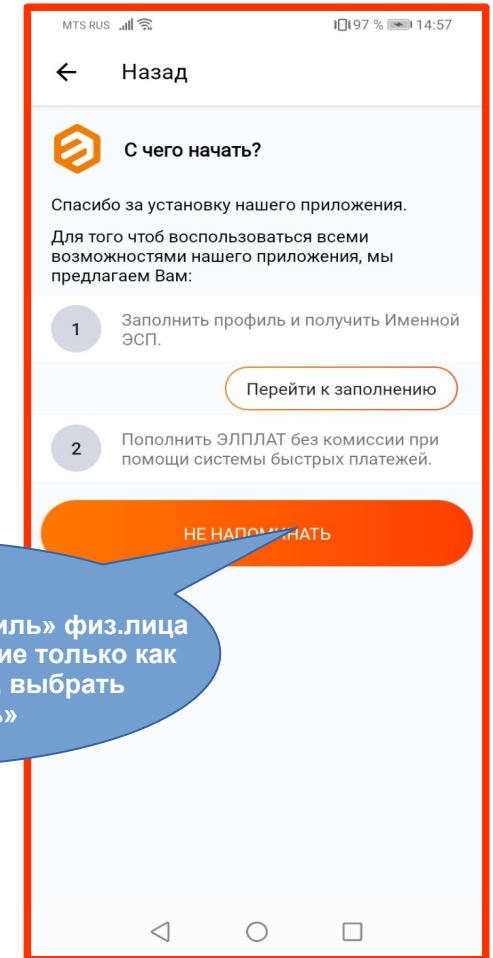 MTS RUS 97 % 14:57
Назад
С чего начать?
Спасибо за установку нашего приложения.
Для того чтоб воспользоваться всеми
возможностями нашего приложения, мы
предлагаем Вам:
1 Заполнить профиль и получить Именной
ЭСП.
Перейти к заполнению
2 Пополнить ЭЛПЛАТ без комиссии при
помощи системы быстрых платежей.
НЕ НАПОМИНАТЬ
иль» физ.лица
ие только как
выбрать
ь»